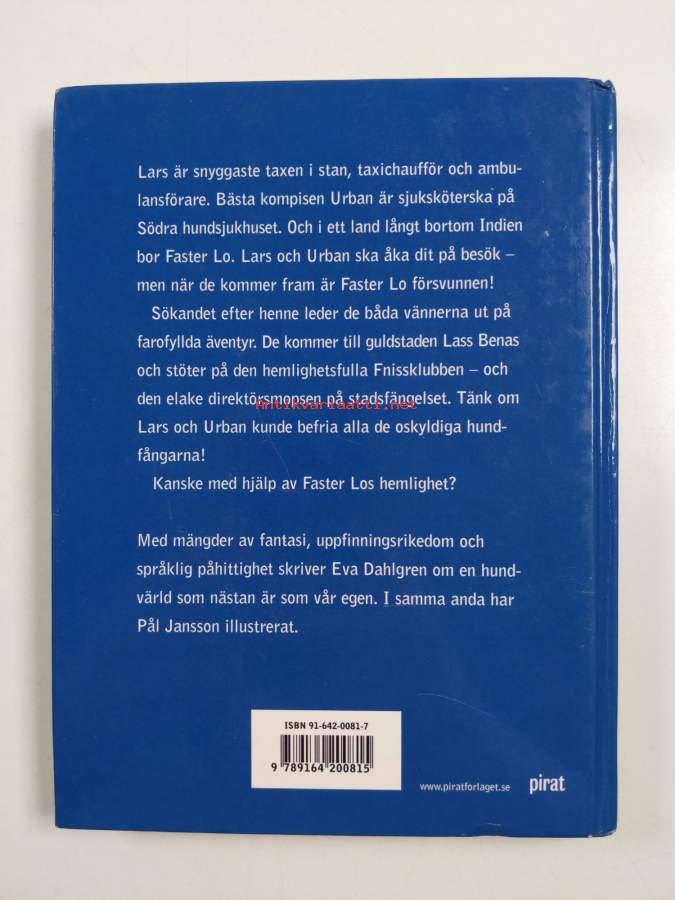 Lars är snyggaste taxen i stan, taxichaufför och ambu-
lansförare. Bästa kompisen Urban är sjuksköterska på
Södra hundsjukhuset. Och i ett land långt bortom Indien
bor Faster Lo. Lars och Urban ska åka dit på besök –
men när de kommer fram är Faster Lo försvunnen!
Sökandet efter henne leder de båda vännerna ut på
farofyllda äventyr. De kommer till guldstaden Lass Benas
och stöter på den hemlighetsfulla Fnissklubben – och
den elake direktörsmopsen på stadsfängelset. Tänk om
Antikvariaatti.net
Lars och Urban kunde befria alla de oskyldiga hund-
fångarna!
Kanske med hjälp av Faster Los hemlighet?
Med mängder av fantasi, uppfinningsrikedom och
språklig påhittighet skriver Eva Dahlgren om en hund-
värld som nästan är som vår egen. I samma anda har
Pål Jansson illustrerat.
ISBN 91-642-0081-7
9 789164 200815
www.piratforlaget.se pirat